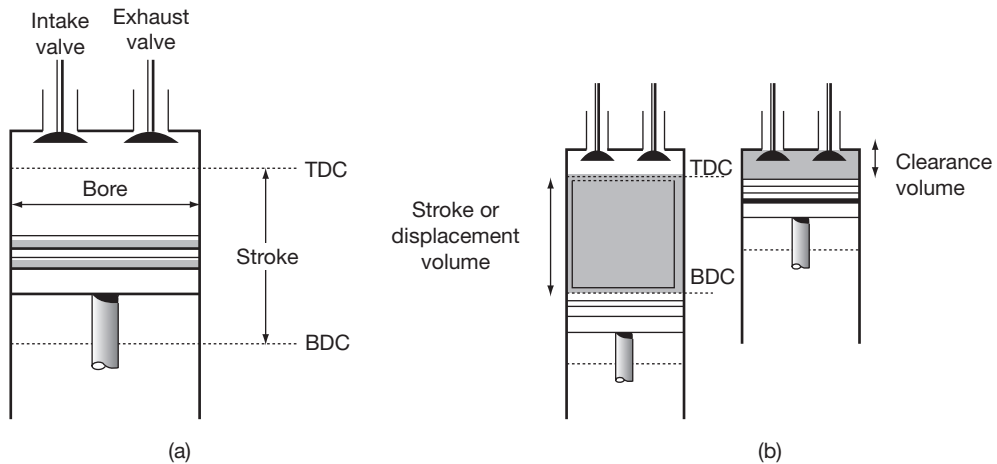 Intake
valve
Exhaust
valve
TDC
Bore
Stroke
BDC
(a)
TDC
Stroke or
displacement
volume
BDC
Clearance
volume
(b)